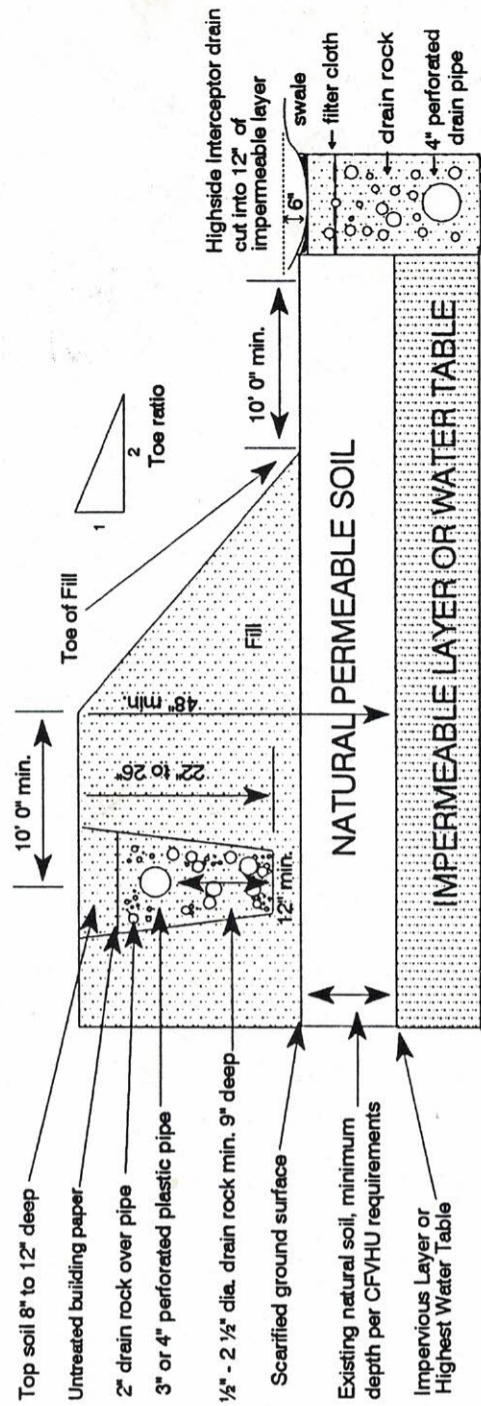 Top soil 8" to 12" deep
Untreated building paper
2" drain rock over pipe
3" or 4" perforated plastic pipe
½" - 2 ½" dia. drain rock min. 9" deep
Scarified ground surface
Existing natural soil, minimum
depth per CFVHU requirements
Impervious Layer or
Highest Water Table
10' 0" min.
22" to 26"
12" min.
48" min.
Toe of Fill
Fill
1
2
Toe ratio
10' 0" min.
NATURAL PERMEABLE SOIL
IMPERMEABLE LAYER OR WATER TABLE
Highside Interceptor drain
cut into 12" of
impermeable layer
6"
swale
filter cloth
drain rock
4" perforated
drain pipe